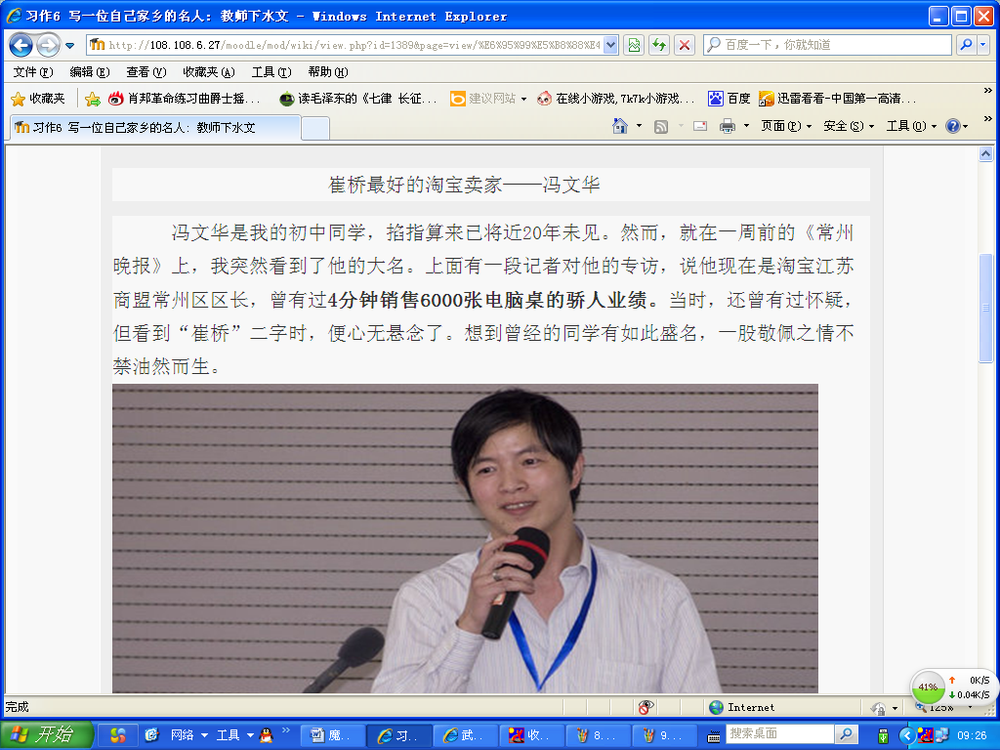 习作6 写一位自己家乡的名人: 教师下水文 - Windows Internet Explorer
http://108.108.6.27/moodle/mod/wiki/view.php?id=1389&page=view/%E6%95%99%E5%B8%88%E4
百度一下，你就知道
文件(F) 编辑(E) 查看(V) 收藏夹(A) 工具(T) 帮助(H)
收藏夹 肖邦革命练习曲爵士摇... 读毛泽东的《七律 长征... 建议网站 在线小游戏,7k7k小游戏... 百度 迅雷看看-中国第一高清...
习作6 写一位自己家乡的名人: 教师下水文 页面(P) 安全(S) 工具(O)
崔桥最好的淘宝卖家——冯文华
冯文华是我的初中同学，掐指算来已将近20年未见。然而，就在一周前的《常州
晚报》上，我突然看到了他的大名。上面有一段记者对他的专访，说他现在是淘宝江苏
商盟常州区区长，曾有过4分钟销售6000张电脑桌的骄人业绩。当时，还曾有过怀疑，
但看到“崔桥”二字时，便心无悬念了。想到曾经的同学有如此盛名，一股敬佩之情不
禁油然而生。
41% 0K/S
0.04K/S
完成 Internet 125%
开始 网络 工具 魔... 习... 武... 收... 8... 9... 搜索桌面 09:26